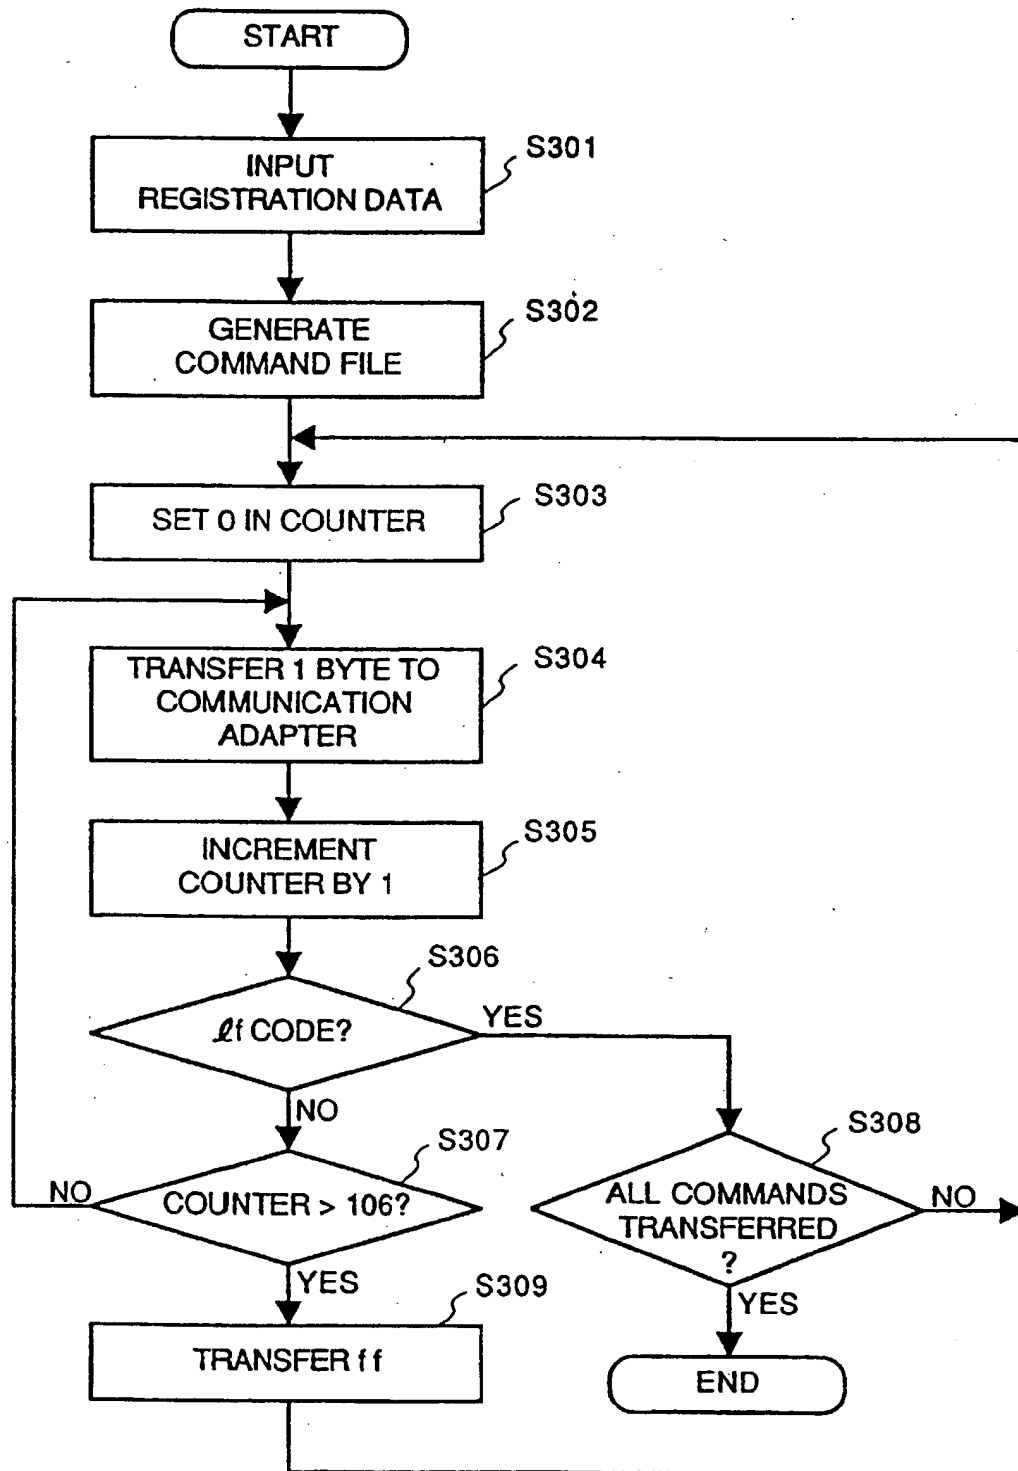 START
INPUT
REGISTRATION DATA
S301
GENERATE
COMMAND FILE
S302
SET 0 IN COUNTER
S303
TRANSFER 1 BYTE TO
COMMUNICATION
ADAPTER
S304
INCREMENT
COUNTER BY 1
S305
ℓf CODE?
S306
YES
NO
COUNTER > 106?
S307
NO
YES
ALL COMMANDS
TRANSFERRED
?
S308
NO
YES
TRANSFER f f
S309
END